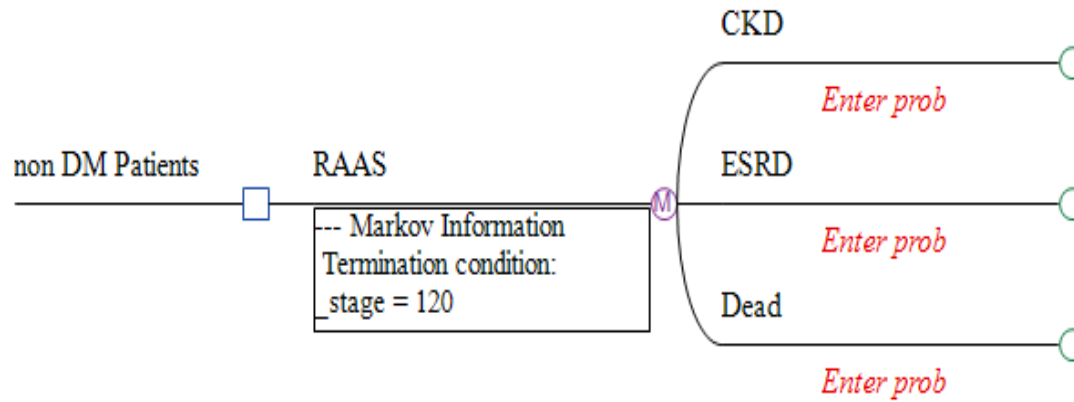 CKD
Enter prob
non DM Patients
RAAS
M
ESRD
--- Markov Information
Termination condition:
_stage = 120
Enter prob
Dead
Enter prob